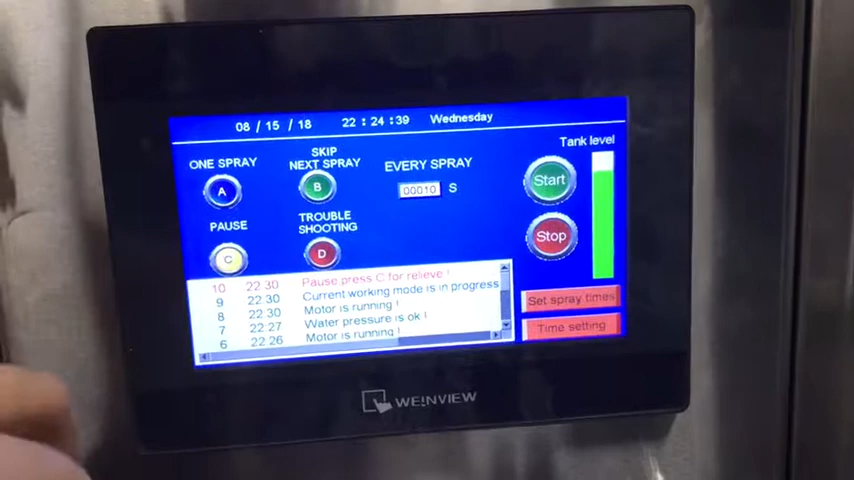 08 / 15 / 18 22 : 24 : 39 Wednesday
Tank level
ONE SPRAY
A
SKIP
NEXT SPRAY
B
EVERY SPRAY
00010 S
Start
PAUSE
C
TROUBLE
SHOOTING
D
Stop
10 22:30 Pause press C for relieve !
9 22:30 Current working mode is in progress
8 22:30 Motor is running !
7 22:27 Water pressure is ok !
6 22:26 Motor is running !
Set spray times
Time setting
WE!NVIEW